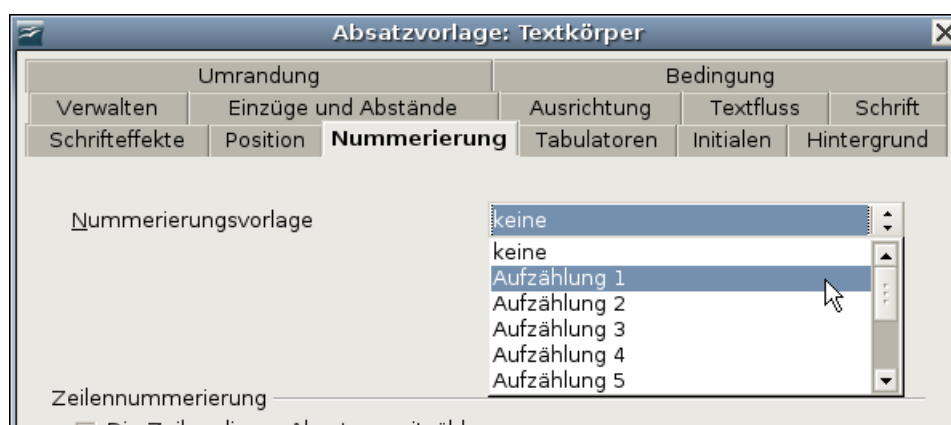 Absatzvorlage: Textkörper
Umrandung Bedingung
Verwalten Einzüge und Abstände Ausrichtung Textfluss Schrift
Schrifteffekte Position Nummerierung Tabulatoren Initialen Hintergrund
Nummerierungsvorlage keine
keine
Aufzählung 1
Aufzählung 2
Aufzählung 3
Aufzählung 4
Aufzählung 5
Zeilennummerierung